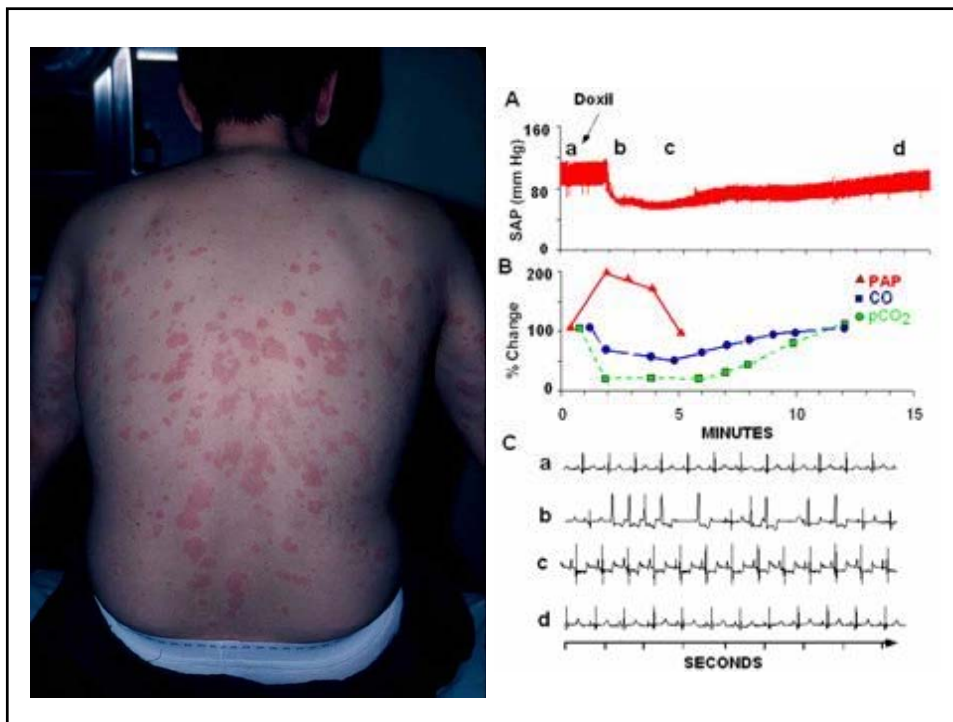 A
Doxil
160
a
b
c
d
80
0
SAP (mm Hg)
B
200
PAP
CO
pCO2
100
0
% Change
0
5
10
15
MINUTES
C
a
b
c
d
SECONDS